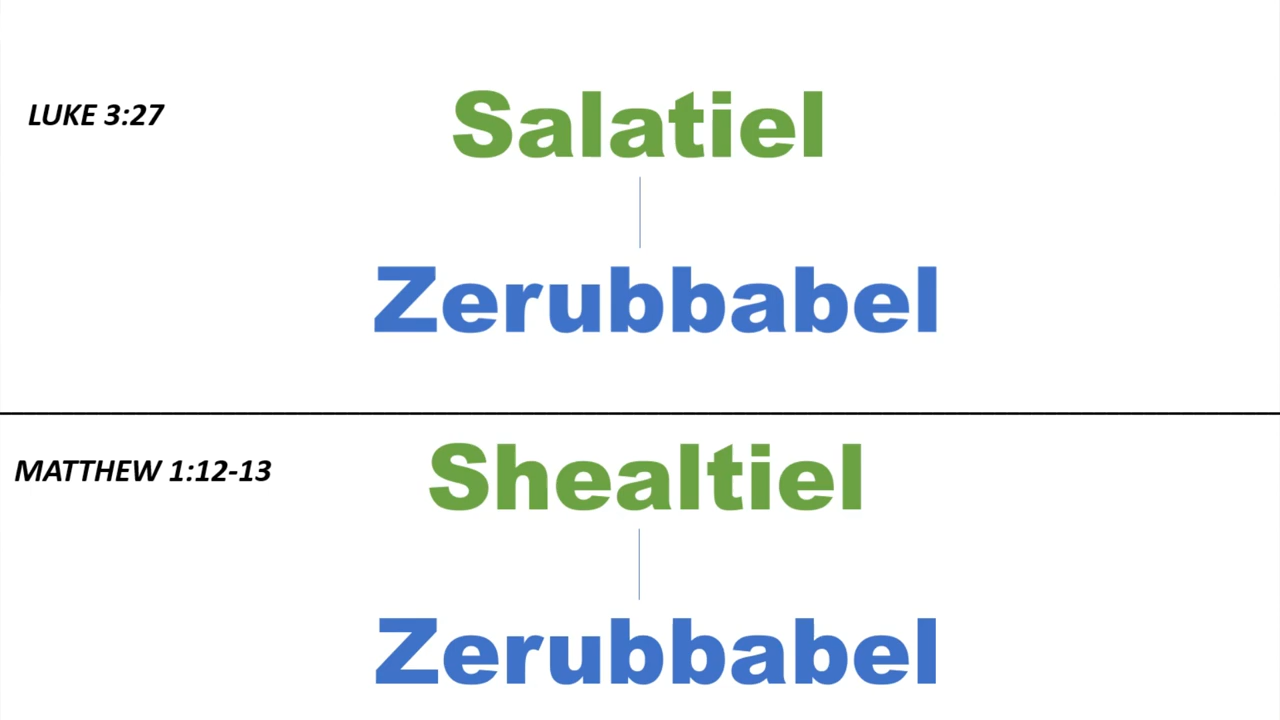 LUKE 3:27
Salatiel
Zerubbabel
MATTHEW 1:12-13
Shealtiel
Zerubbabel